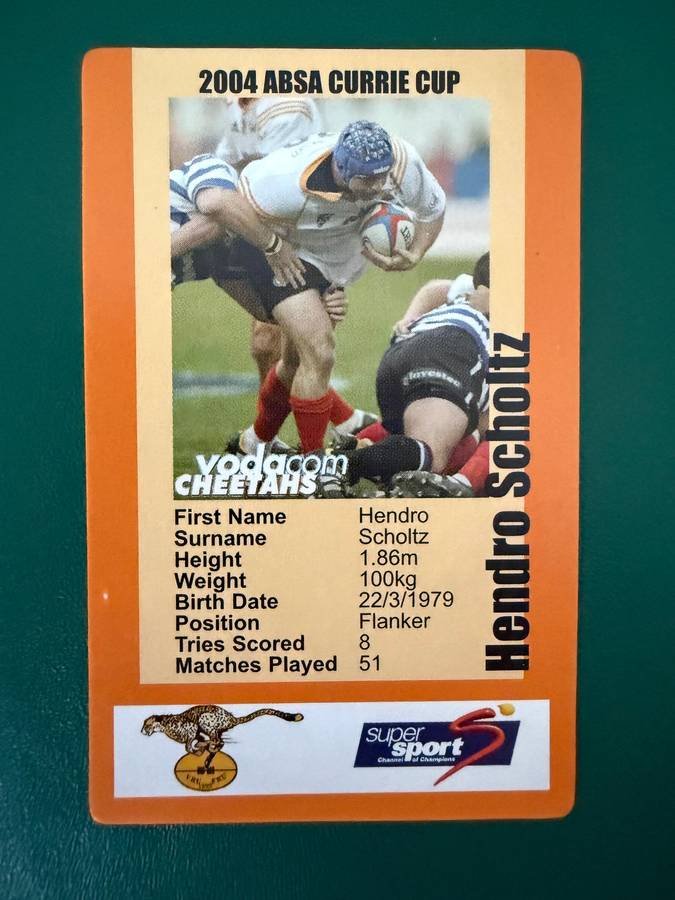 2004 ABSA CURRIE CUP
Investec
vodacom
CHEETAHS
Hendro Scholtz
First Name Hendro
Surname Scholtz
Height 1.86m
Weight 100kg
Birth Date 22/3/1979
Position Flanker
Tries Scored 8
Matches Played 51
super
sport
Channel of Champions